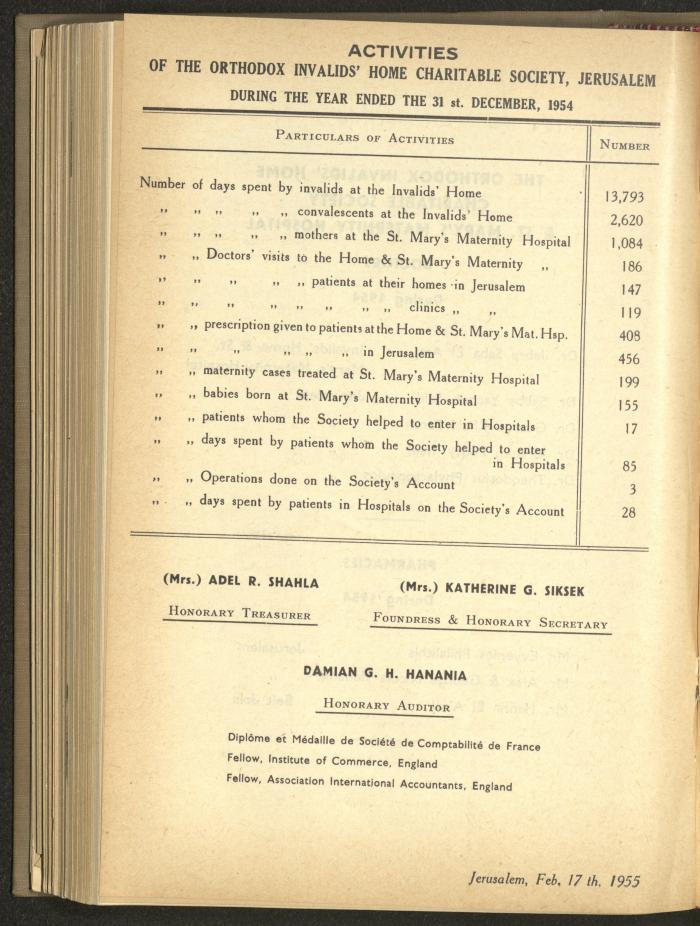 ACTIVITIES
OF THE ORTHODOX INVALIDS' HOME CHARITABLE SOCIETY, JERUSALEM
DURING THE YEAR ENDED THE 31 st. DECEMBER, 1954
PARTICULARS OF ACTIVITIES NUMBER
Number of days spent by invalids at the Invalids' Home 13,793
„ „ „ „ „ convalescents at the Invalids' Home 2,620
„ „ „ „ „ mothers at the St. Mary's Maternity Hospital 1,084
„ „ Doctors' visits to the Home & St. Mary's Maternity „ 186
„ „ „ „ „ patients at their homes in Jerusalem 147
„ „ „ „ „ „ „ „ clinics „ „ 119
„ „ prescription given to patients at the Home & St. Mary's Mat. Hsp. 408
„ „ „ „ „ „ in Jerusalem 456
„ „ maternity cases treated at St. Mary's Maternity Hospital 199
„ „ babies born at St. Mary's Maternity Hospital 155
„ „ patients whom the Society helped to enter in Hospitals 17
„ „ days spent by patients whom the Society helped to enter
in Hospitals 85
„ „ Operations done on the Society's Account 3
„ „ days spent by patients in Hospitals on the Society's Account 28
(Mrs.) ADEL R. SHAHLA
HONORARY TREASURER
(Mrs.) KATHERINE G. SIKSEK
FOUNDRESS & HONORARY SECRETARY
DAMIAN G. H. HANANIA
HONORARY AUDITOR
Diplôme et Médaille de Société de Comptabilité de France
Fellow, Institute of Commerce, England
Fellow, Association International Accountants, England
Jerusalem, Feb. 17 th. 1955